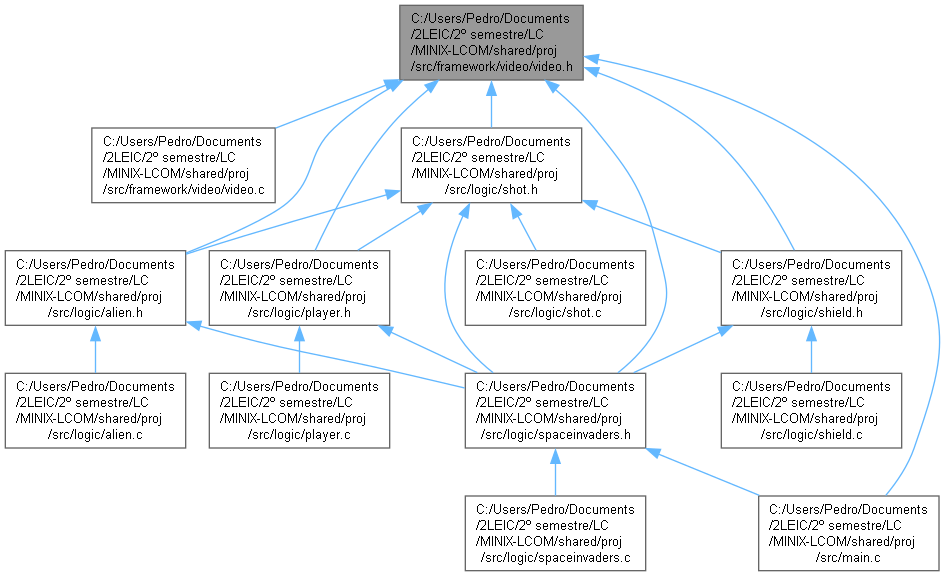 C:/Users/Pedro/Documents
/2LEIC/2º semestre/LC
/MINIX-LCOM/shared/proj
/src/framework/video/video.h
C:/Users/Pedro/Documents
/2LEIC/2º semestre/LC
/MINIX-LCOM/shared/proj
/src/framework/video/video.c
C:/Users/Pedro/Documents
/2LEIC/2º semestre/LC
/MINIX-LCOM/shared/proj
/src/logic/shot.h
C:/Users/Pedro/Documents
/2LEIC/2º semestre/LC
/MINIX-LCOM/shared/proj
/src/logic/alien.h
C:/Users/Pedro/Documents
/2LEIC/2º semestre/LC
/MINIX-LCOM/shared/proj
/src/logic/player.h
C:/Users/Pedro/Documents
/2LEIC/2º semestre/LC
/MINIX-LCOM/shared/proj
/src/logic/shot.c
C:/Users/Pedro/Documents
/2LEIC/2º semestre/LC
/MINIX-LCOM/shared/proj
/src/logic/shield.h
C:/Users/Pedro/Documents
/2LEIC/2º semestre/LC
/MINIX-LCOM/shared/proj
/src/logic/alien.c
C:/Users/Pedro/Documents
/2LEIC/2º semestre/LC
/MINIX-LCOM/shared/proj
/src/logic/player.c
C:/Users/Pedro/Documents
/2LEIC/2º semestre/LC
/MINIX-LCOM/shared/proj
/src/logic/spaceinvaders.h
C:/Users/Pedro/Documents
/2LEIC/2º semestre/LC
/MINIX-LCOM/shared/proj
/src/logic/shield.c
C:/Users/Pedro/Documents
/2LEIC/2º semestre/LC
/MINIX-LCOM/shared/proj
/src/logic/spaceinvaders.c
C:/Users/Pedro/Documents
/2LEIC/2º semestre/LC
/MINIX-LCOM/shared/proj
/src/main.c